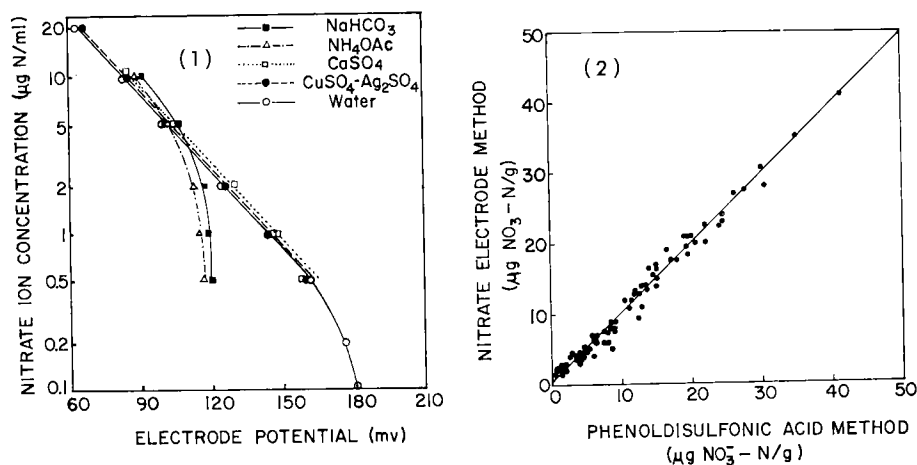 (1)
NaHCO3
NH4OAc
CaSO4
CuSO4-Ag2SO4
Water
NITRATE ION CONCENTRATION (μg N/ml)
20
10
5
2
1
0.5
0.2
0.1
60
90
120
150
180
210
ELECTRODE POTENTIAL (mv)
(2)
NITRATE ELECTRODE METHOD
(μg NO3 – N/g)
50
40
30
20
10
0
0
10
20
30
40
50
PHENOLDISULFONIC ACID METHOD
(μg NO3⁻ – N/g)